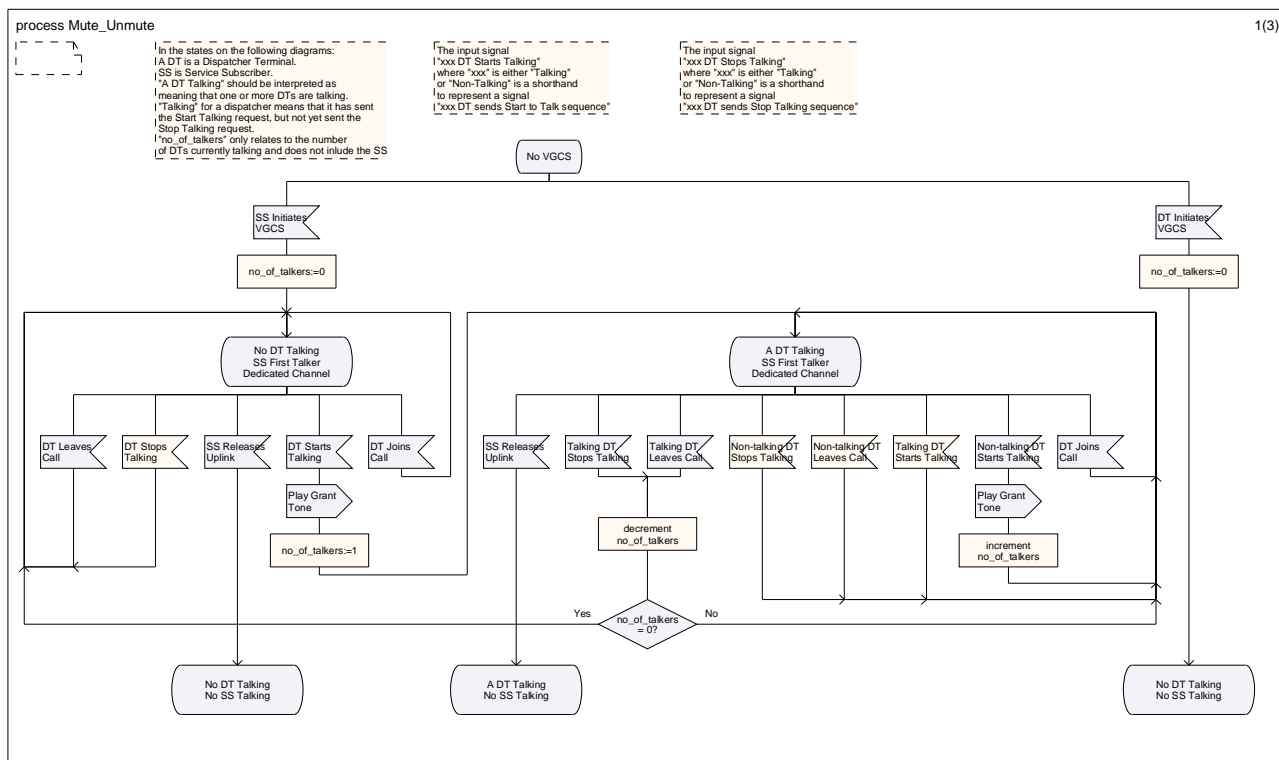 process Mute_Unmute
1(3)
In the states on the following diagrams:
A DT is a Dispatcher Terminal.
SS is Service Subscriber.
"A DT Talking" should be interpreted as
meaning that one or more DTs are talking.
"Talking" for a dispatcher means that it has sent
the Start Talking request, but not yet sent the
Stop Talking request.
"no_of_talkers" only relates to the number
of DTs currently talking and does not inlude the SS
The input signal
"xxx DT Starts Talking"
where "xxx" is either "Talking"
or "Non-Talking" is a shorthand
to represent a signal
"xxx DT sends Start to Talk sequence"
The input signal
"xxx DT Stops Talking"
where "xxx" is either "Talking"
or "Non-Talking" is a shorthand
to represent a signal
"xxx DT sends Stop Talking sequence"
No VGCS
SS Initiates
VGCS
DT Initiates
VGCS
no_of_talkers:=0
no_of_talkers:=0
No DT Talking
SS First Talker
Dedicated Channel
A DT Talking
SS First Talker
Dedicated Channel
DT Leaves
Call
DT Stops
Talking
SS Releases
Uplink
DT Starts
Talking
DT Joins
Call
SS Releases
Uplink
Talking DT
Stops Talking
Talking DT
Leaves Call
Non-talking DT
Stops Talking
Non-talking DT
Leaves Call
Talking DT
Starts Talking
Non-talking DT
Starts Talking
DT Joins
Call
Play Grant
Tone
Play Grant
Tone
decrement
no_of_talkers
no_of_talkers:=1
increment
no_of_talkers
Yes
no_of_talkers
= 0?
No
No DT Talking
No SS Talking
A DT Talking
No SS Talking
No DT Talking
No SS Talking